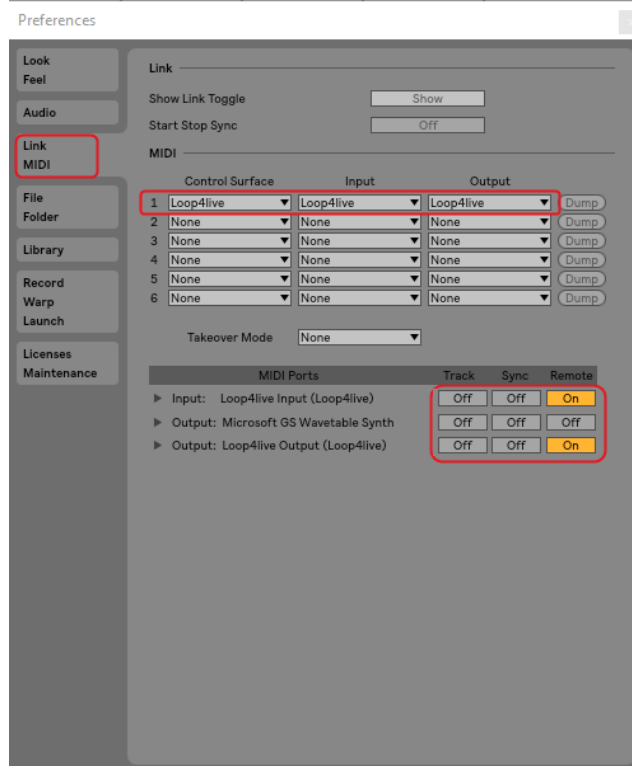 Preferences
Look
Feel
Audio
Link
MIDI
File
Folder
Library
Record
Warp
Launch
Licenses
Maintenance
Link
Show Link Toggle Show
Start Stop Sync Off
MIDI
Control Surface Input Output
1 Loop4live Loop4live Loop4live Dump
2 None None None Dump
3 None None None Dump
4 None None None Dump
5 None None None Dump
6 None None None Dump
Takeover Mode None
MIDI Ports Track Sync Remote
Input: Loop4live Input (Loop4live) Off Off On
Output: Microsoft GS Wavetable Synth Off Off Off
Output: Loop4live Output (Loop4live) Off Off On